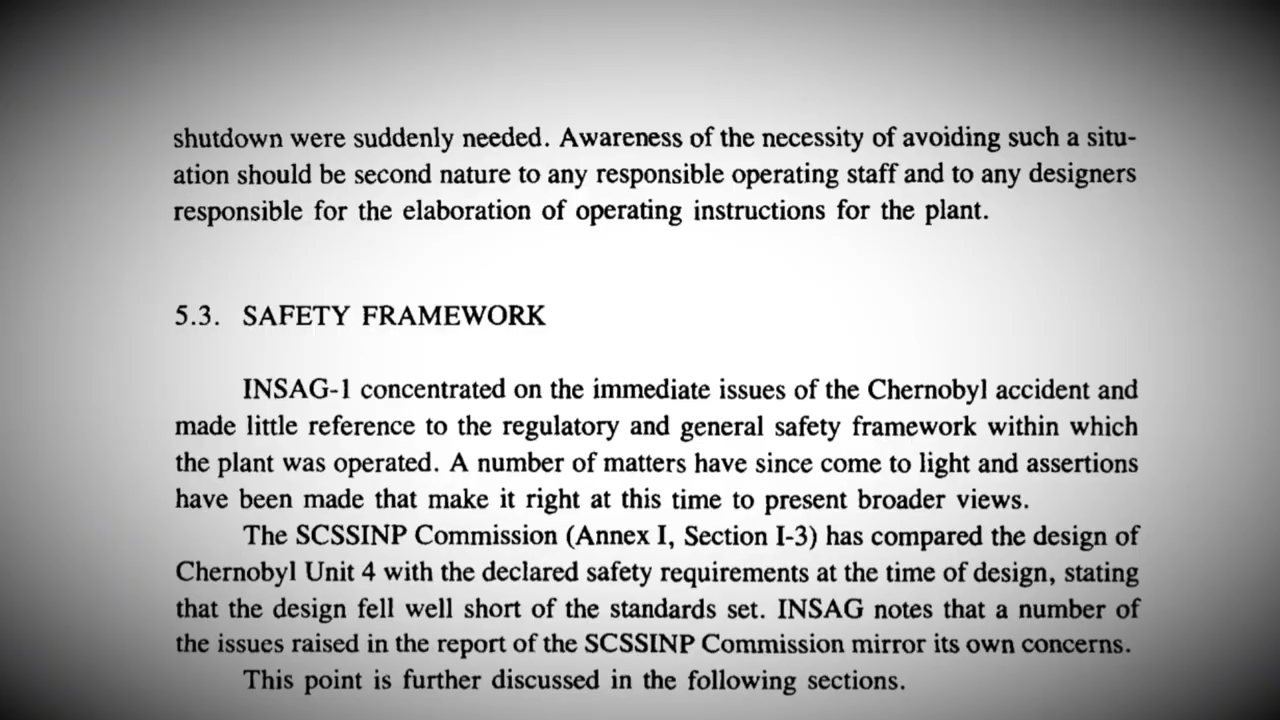 shutdown were suddenly needed. Awareness of the necessity of avoiding such a situ-
ation should be second nature to any responsible operating staff and to any designers
responsible for the elaboration of operating instructions for the plant.
5.3. SAFETY FRAMEWORK
INSAG-1 concentrated on the immediate issues of the Chernobyl accident and
made little reference to the regulatory and general safety framework within which
the plant was operated. A number of matters have since come to light and assertions
have been made that make it right at this time to present broader views.
The SCSSINP Commission (Annex I, Section I-3) has compared the design of
Chernobyl Unit 4 with the declared safety requirements at the time of design, stating
that the design fell well short of the standards set. INSAG notes that a number of
the issues raised in the report of the SCSSINP Commission mirror its own concerns.
This point is further discussed in the following sections.